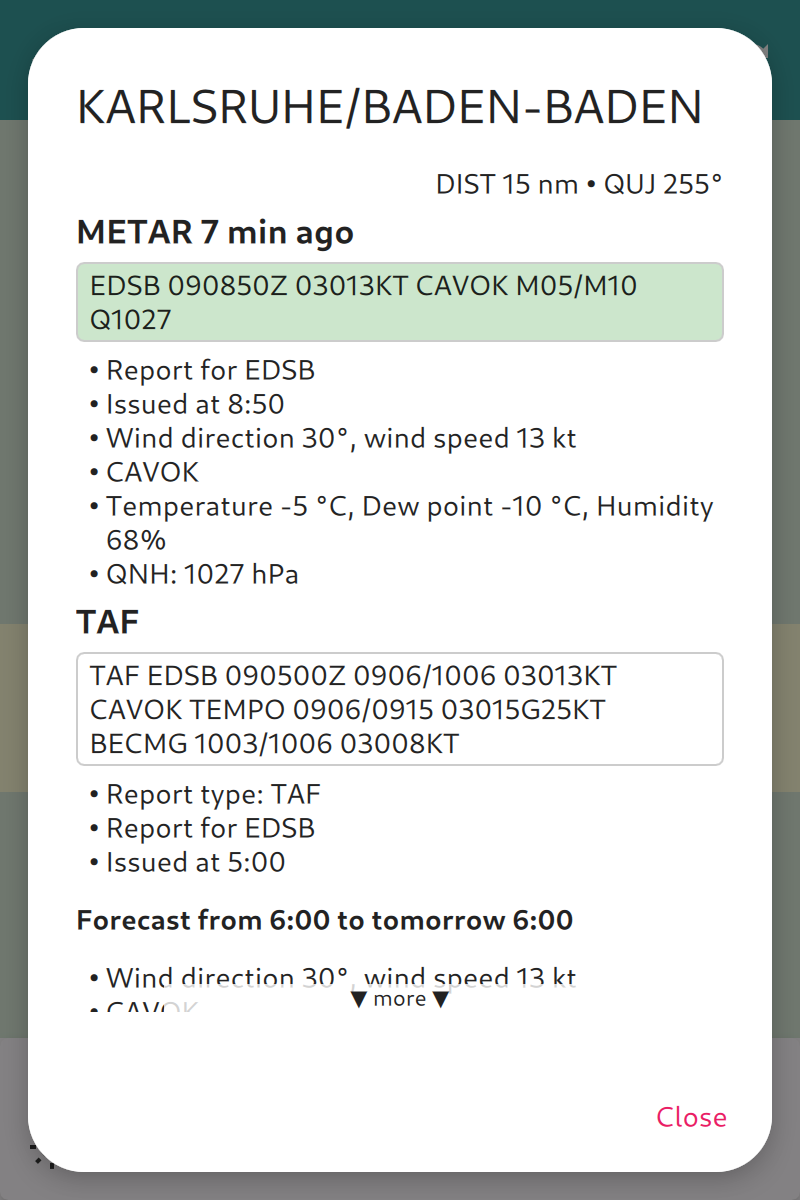 KARLSRUHE/BADEN-BADEN
DIST 15 nm • QUJ 255°
METAR 7 min ago
EDSB 090850Z 03013KT CAVOK M05/M10
Q1027
• Report for EDSB
• Issued at 8:50
• Wind direction 30°, wind speed 13 kt
• CAVOK
• Temperature -5 °C, Dew point -10 °C, Humidity
68%
• QNH: 1027 hPa
TAF
TAF EDSB 090500Z 0906/1006 03013KT
CAVOK TEMPO 0906/0915 03015G25KT
BECMG 1003/1006 03008KT
• Report type: TAF
• Report for EDSB
• Issued at 5:00
Forecast from 6:00 to tomorrow 6:00
• Wind direction 30°, wind speed 13 kt
▼ more ▼
• CAVOK
Close